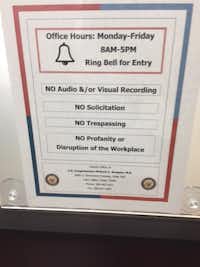 Office Hours: Monday-Friday
8AM-5PM
Ring Bell for Entry
NO Audio &/or Visual Recording
NO Solicitation
NO Trespassing
NO Profanity or
Disruption of the Workplace